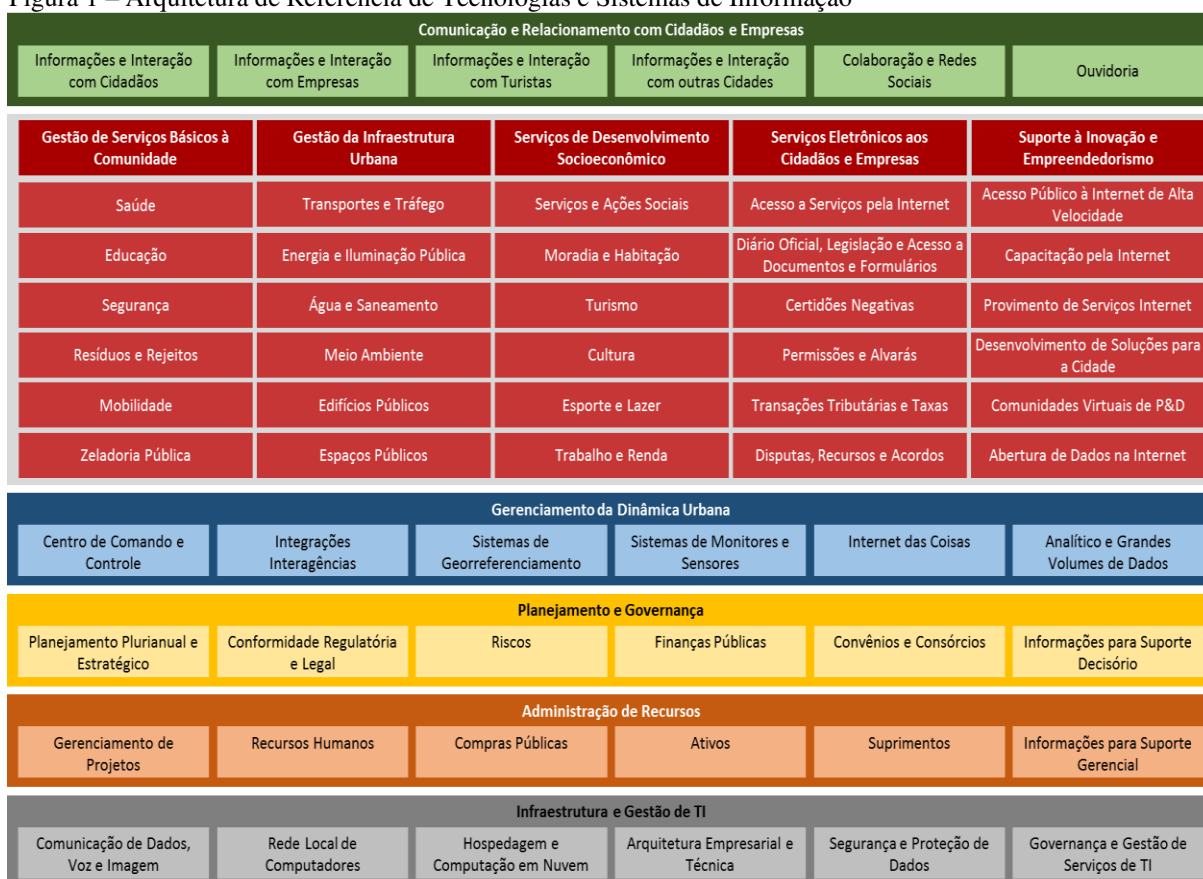 Figura 1 – Arquitetura de Referência de Tecnologias e Sistemas de Informação
Comunicação e Relacionamento com Cidadãos e Empresas
Informações e Interação
com Cidadãos
Informações e Interação
com Empresas
Informações e Interação
com Turistas
Informações e Interação
com outras Cidades
Colaboração e Redes
Sociais
Ouvidoria
Gestão de Serviços Básicos à
Comunidade
Gestão da Infraestrutura
Urbana
Serviços de Desenvolvimento
Socioeconômico
Serviços Eletrônicos aos
Cidadãos e Empresas
Suporte à Inovação e
Empreendedorismo
Saúde
Transportes e Tráfego
Serviços e Ações Sociais
Acesso a Serviços pela Internet
Acesso Público à Internet de Alta
Velocidade
Educação
Energia e Iluminação Pública
Moradia e Habitação
Diário Oficial, Legislação e Acesso a
Documentos e Formulários
Capacitação pela Internet
Segurança
Água e Saneamento
Turismo
Certidões Negativas
Provimento de Serviços Internet
Resíduos e Rejeitos
Meio Ambiente
Cultura
Permissões e Alvarás
Desenvolvimento de Soluções para
a Cidade
Mobilidade
Edifícios Públicos
Esporte e Lazer
Transações Tributárias e Taxas
Comunidades Virtuais de P&D
Zeladoria Pública
Espaços Públicos
Trabalho e Renda
Disputas, Recursos e Acordos
Abertura de Dados na Internet
Gerenciamento da Dinâmica Urbana
Centro de Comando e
Controle
Integrações
Interagências
Sistemas de
Georreferenciamento
Sistemas de Monitores e
Sensores
Internet das Coisas
Analítico e Grandes
Volumes de Dados
Planejamento e Governança
Planejamento Plurianual e
Estratégico
Conformidade Regulatória
e Legal
Riscos
Finanças Públicas
Convênios e Consórcios
Informações para Suporte
Decisório
Administração de Recursos
Gerenciamento de
Projetos
Recursos Humanos
Compras Públicas
Ativos
Suprimentos
Informações para Suporte
Gerencial
Infraestrutura e Gestão de TI
Comunicação de Dados,
Voz e Imagem
Rede Local de
Computadores
Hospedagem e
Computação em Nuvem
Arquitetura Empresarial e
Técnica
Segurança e Proteção de
Dados
Governança e Gestão de
Serviços de TI